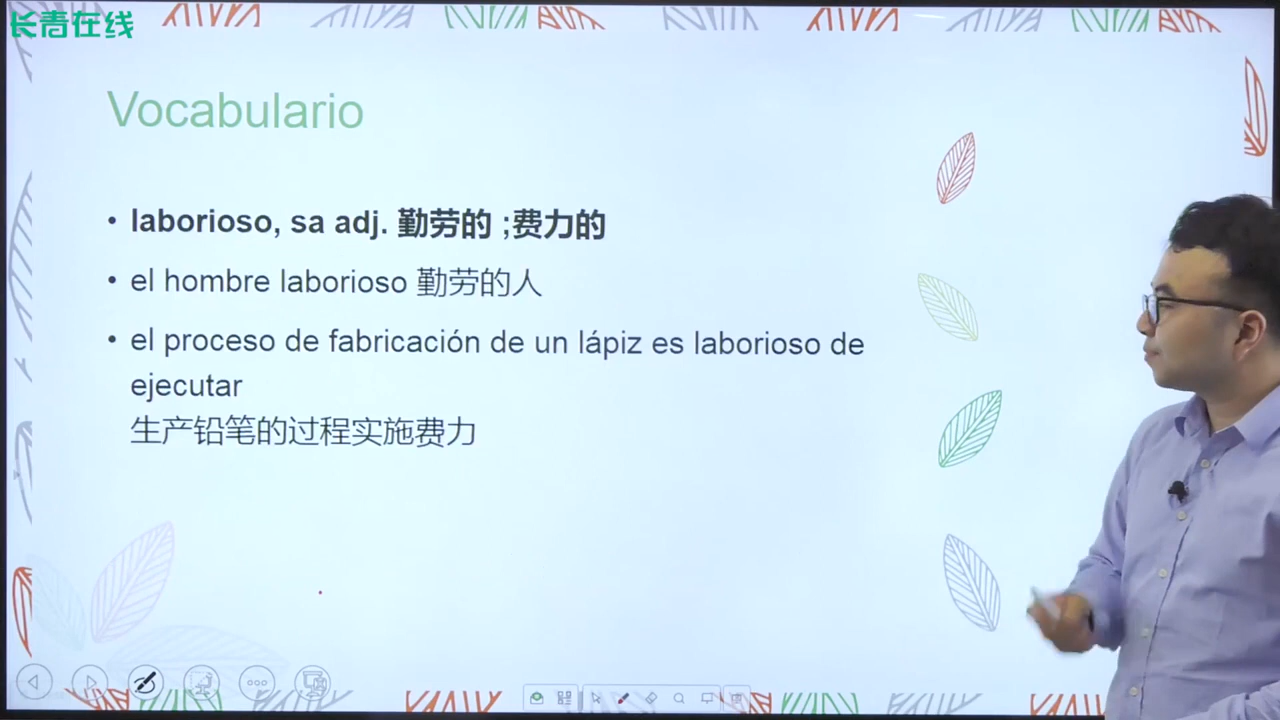 长青在线
Vocabulario
• laborioso, sa adj. 勤劳的 ;费力的
• el hombre laborioso 勤劳的人
• el proceso de fabricación de un lápiz es laborioso de
ejecutar
生产铅笔的过程实施费力